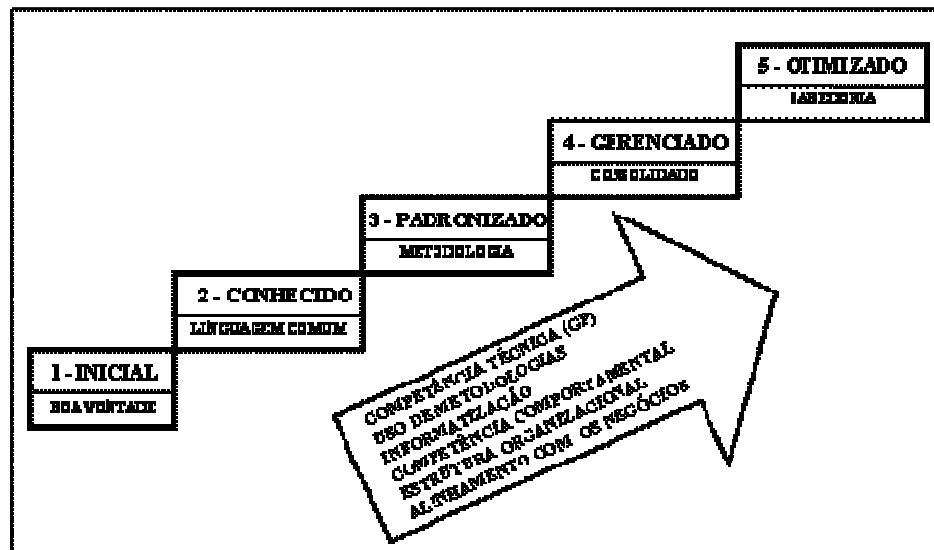 5 - OTIMIZADO
SABEDORIA
4 - GERENCIADO
CONSOLIDADO
3 - PADRONIZADO
METODOLOGIA
2 - CONHECIDO
LINGUAGEM COMUM
1 - INICIAL
BOA VONTADE
COMPETÊNCIA TÉCNICA (GP)
USO DE METODOLOGIAS
INFORMATIZAÇÃO
COMPETÊNCIA COMPORTAMENTAL
ESTRUTURA ORGANIZACIONAL
ALINHAMENTO COM OS NEGÓCIOS